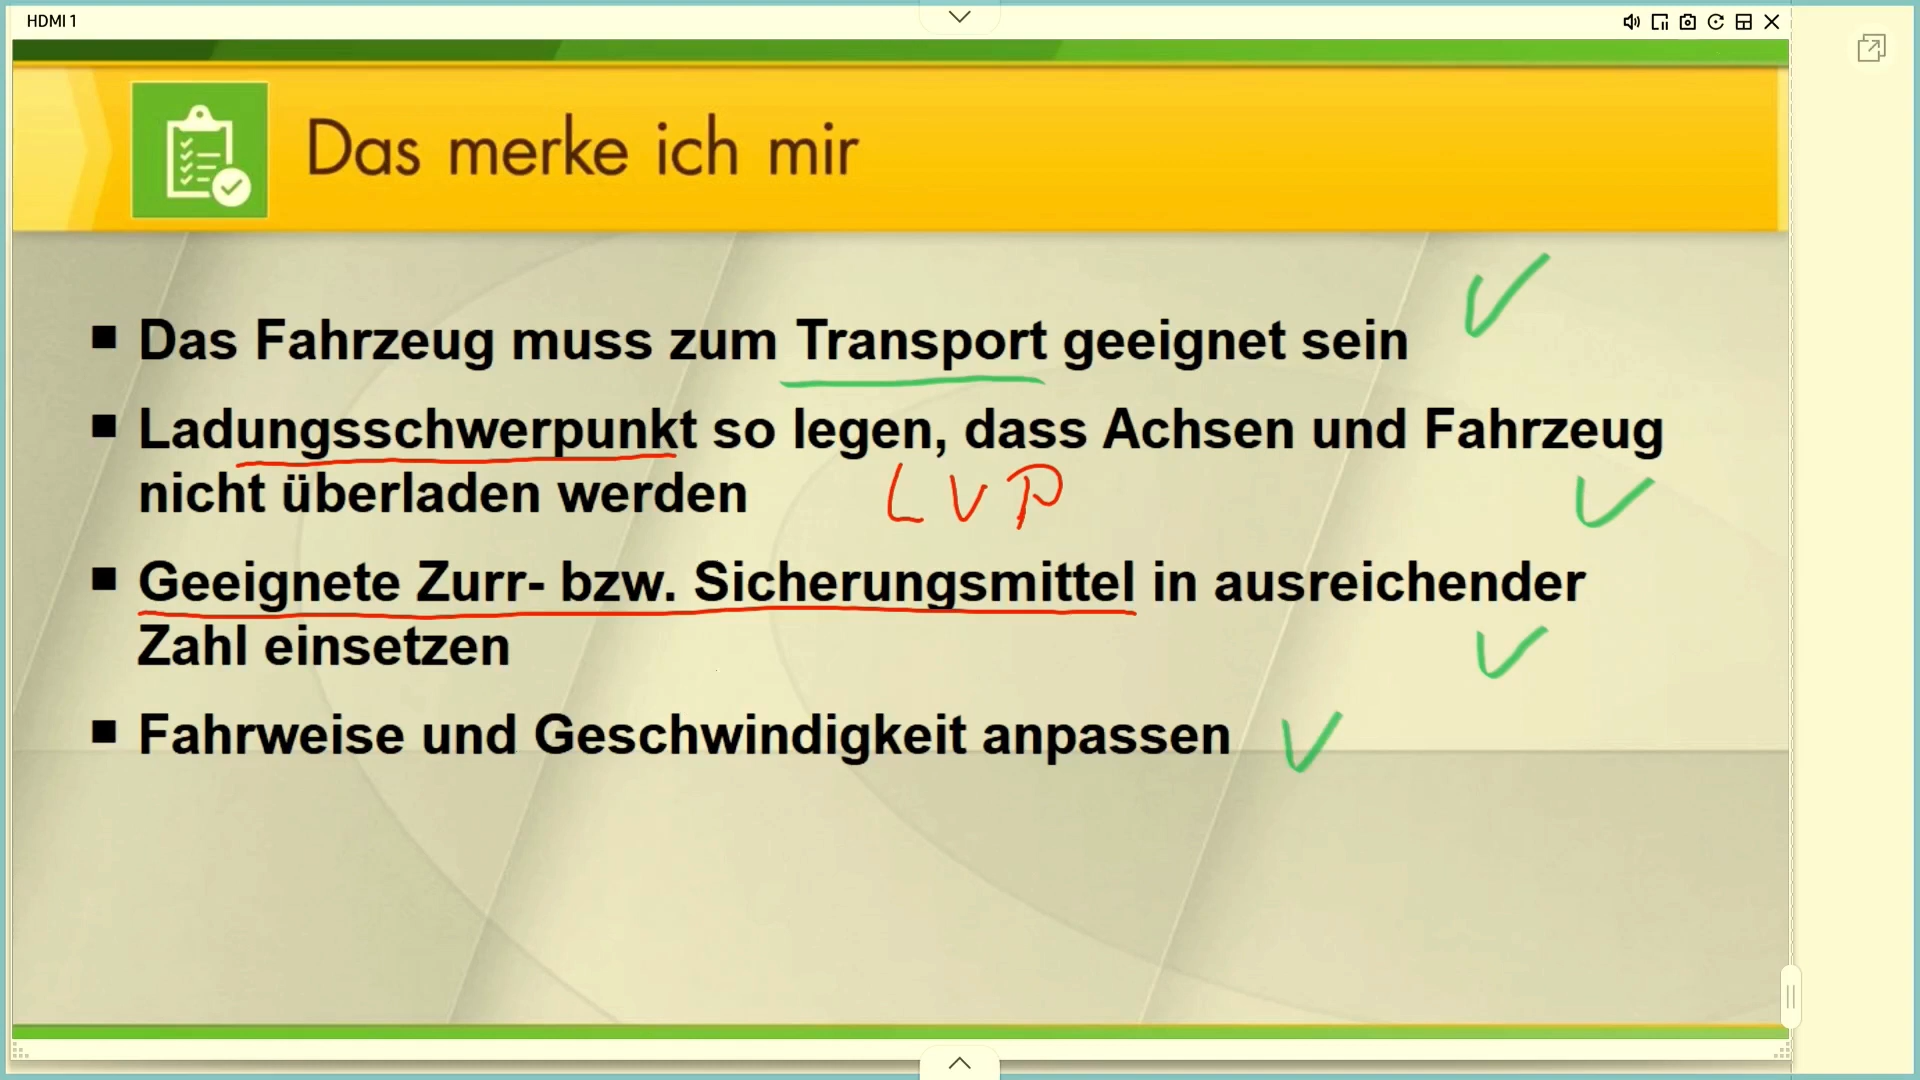 HDMI 1
Das merke ich mir
▪ Das Fahrzeug muss zum Transport geeignet sein
▪ Ladungsschwerpunkt so legen, dass Achsen und Fahrzeug
nicht überladen werden
LVP
▪ Geeignete Zurr- bzw. Sicherungsmittel in ausreichender
Zahl einsetzen
▪ Fahrweise und Geschwindigkeit anpassen